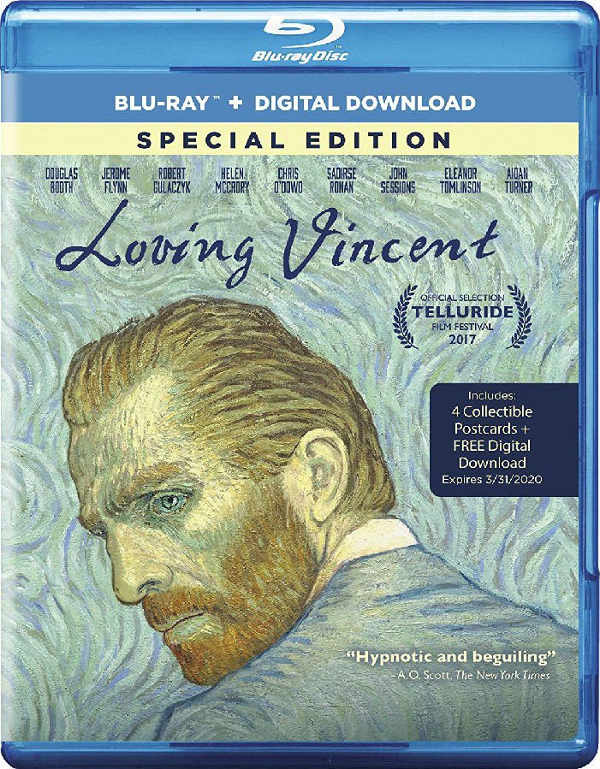 Blu-ray Disc
BLU-RAY™ + DIGITAL DOWNLOAD
SPECIAL EDITION
DOUGLAS BOOTH
JEROME FLYNN
ROBERT GULACZYK
HELEN MCCRORY
CHRIS O'DOWD
SAOIRSE RONAN
JOHN SESSIONS
ELEANOR TOMLINSON
AIDAN TURNER
Loving Vincent
OFFICIAL SELECTION
TELLURIDE
FILM FESTIVAL
2017
Includes:
4 Collectible
Postcards +
FREE Digital
Download
Expires 3/31/2020
“Hypnotic and beguiling”
- A.O. Scott, The New York Times